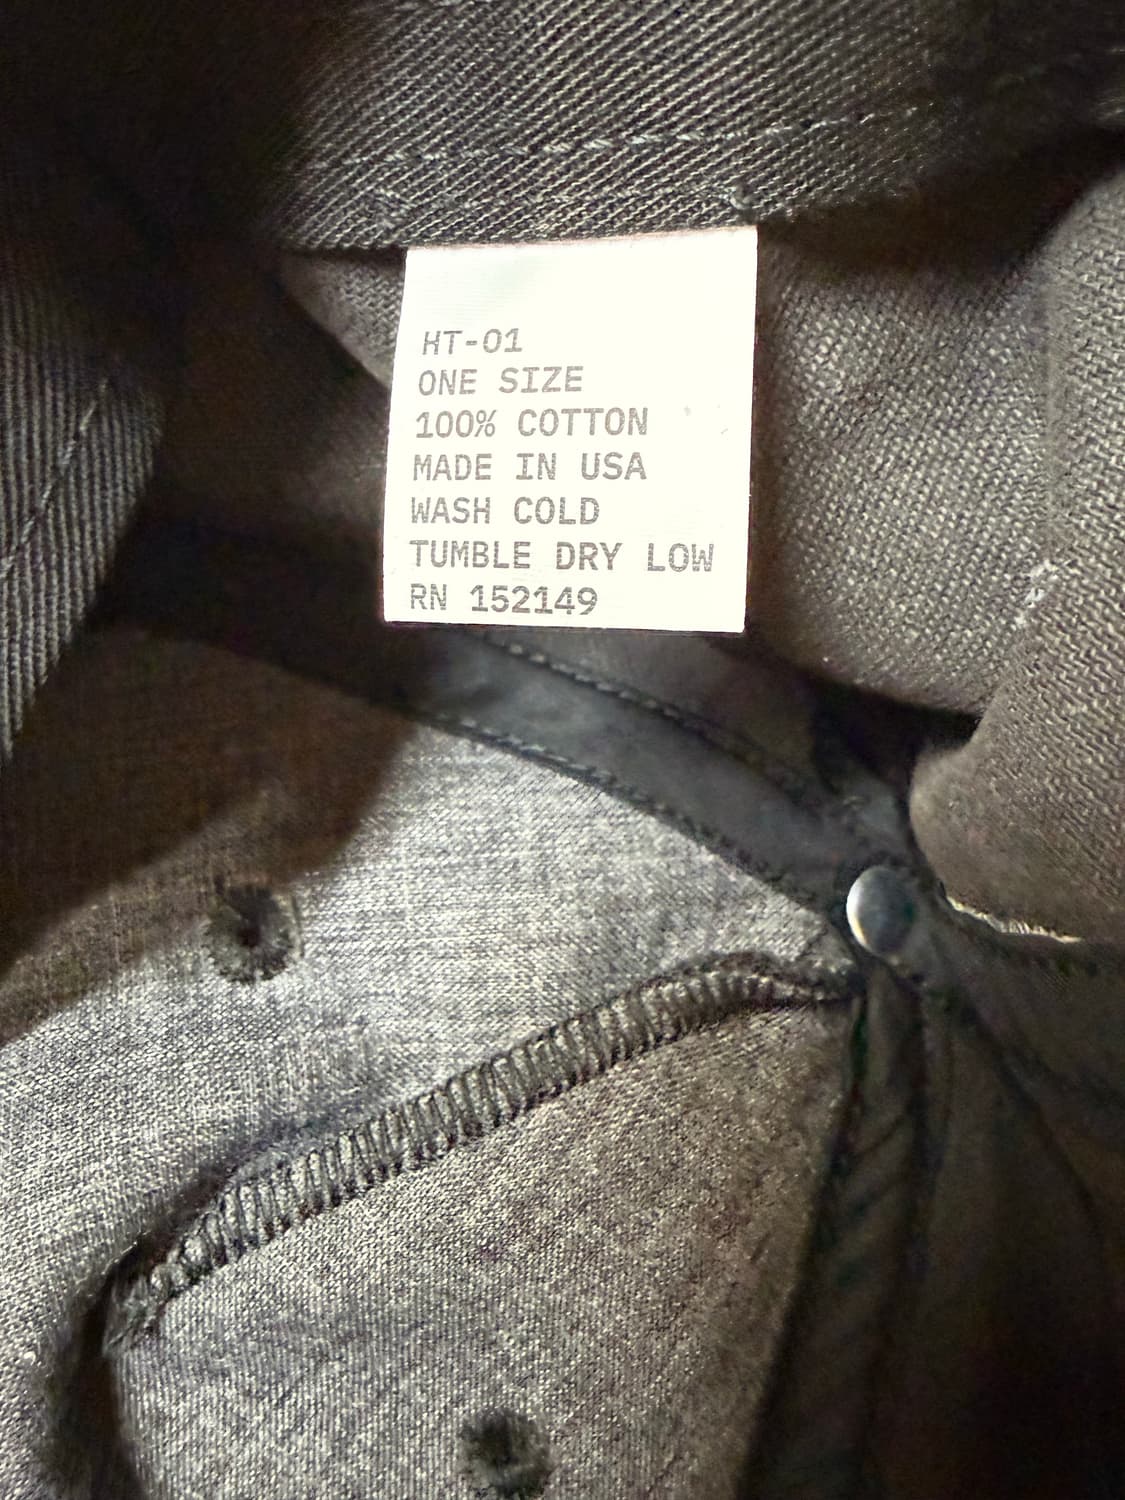 HT-01
ONE SIZE
100% COTTON
MADE IN USA
WASH COLD
TUMBLE DRY LOW
RN 152149